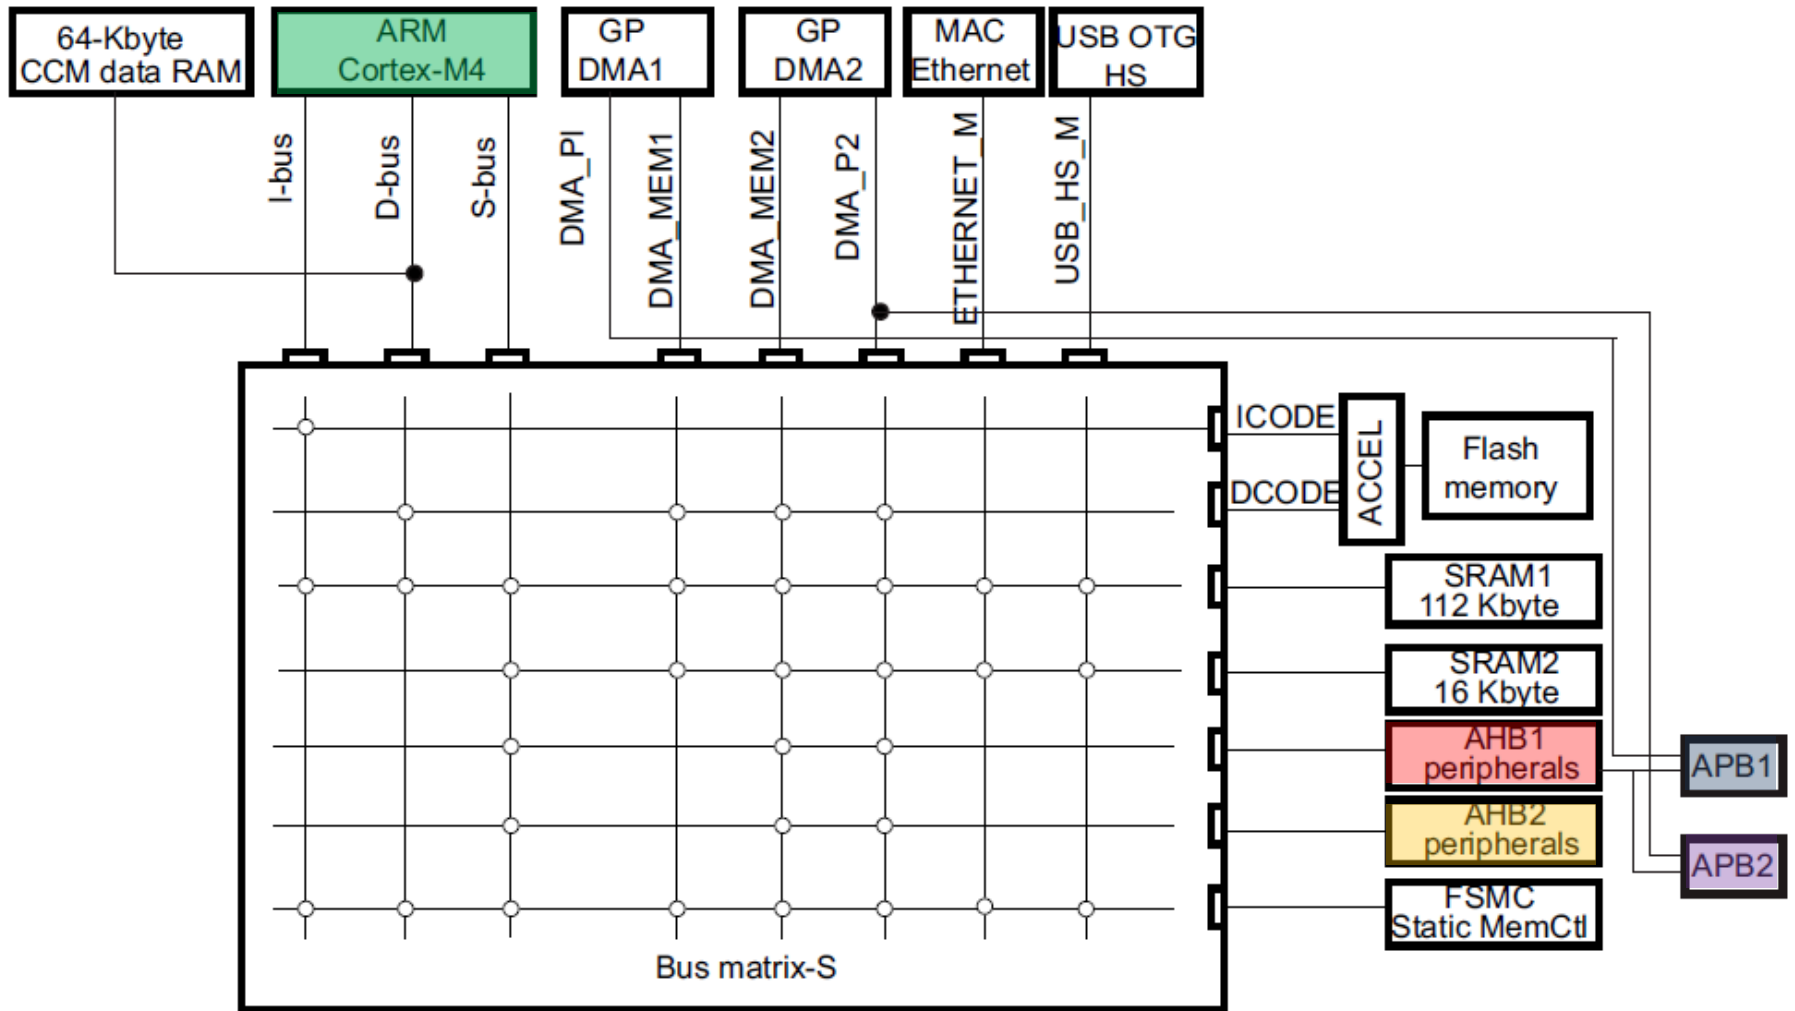 64-Kbyte
CCM data RAM
ARM
Cortex-M4
GP
DMA1
GP
DMA2
MAC
Ethernet
USB OTG
HS
I-bus
D-bus
S-bus
DMA_PI
DMA_MEM1
DMA_MEM2
DMA_P2
ETHERNET_M
USB_HS_M
ICODE
DCODE
ACCEL
Flash
memory
SRAM1
112 Kbyte
SRAM2
16 Kbyte
AHB1
peripherals
AHB2
peripherals
FSMC
Static MemCtl
APB1
APB2
Bus matrix-S